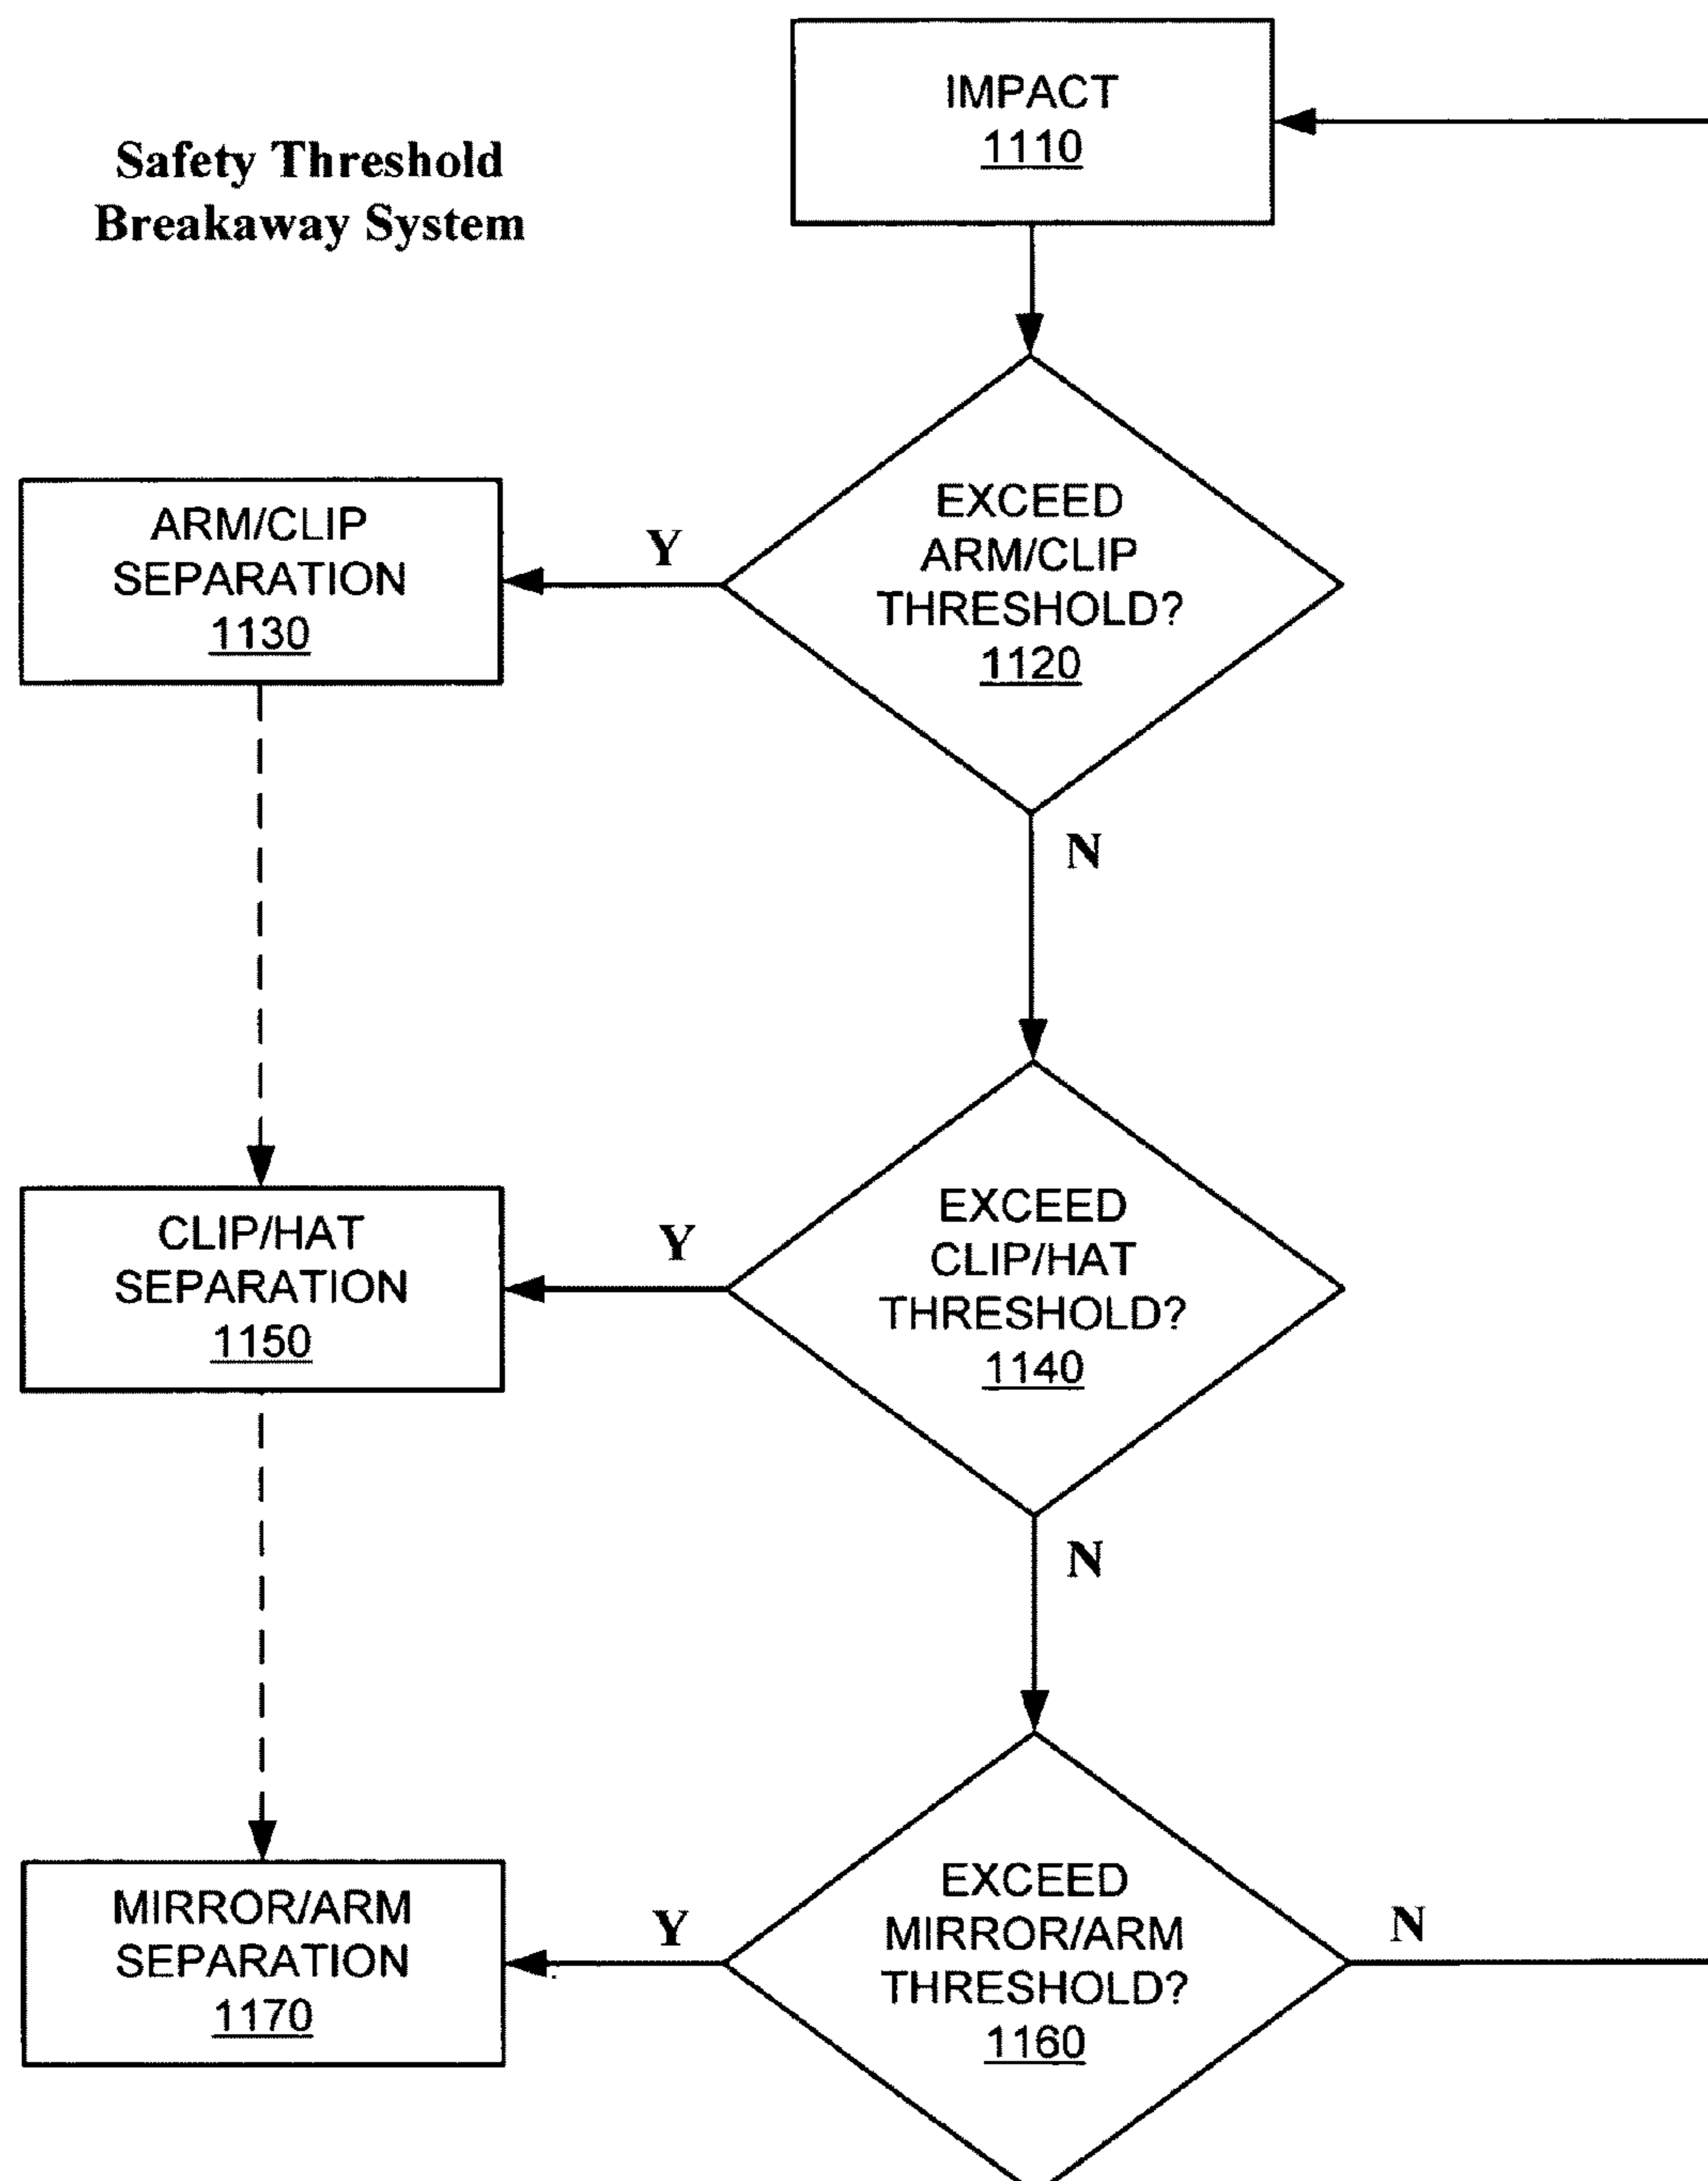 Safety Threshold
Breakaway System
IMPACT
1110
EXCEED
ARM/CLIP
THRESHOLD?
1120
Y
ARM/CLIP
SEPARATION
1130
N
EXCEED
CLIP/HAT
THRESHOLD?
1140
Y
CLIP/HAT
SEPARATION
1150
N
EXCEED
MIRROR/ARM
THRESHOLD?
1160
Y
MIRROR/ARM
SEPARATION
1170
N